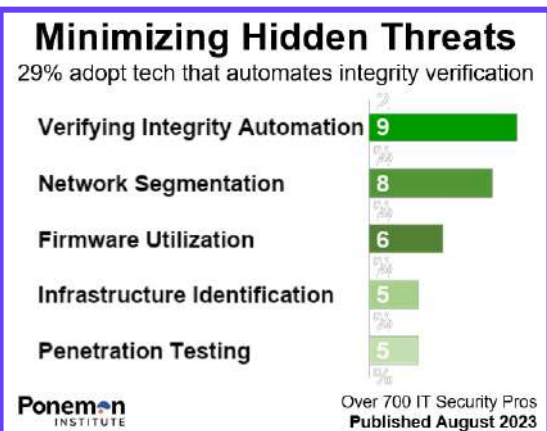 Minimizing Hidden Threats
29% adopt tech that automates integrity verification
2
Verifying Integrity Automation 9
Network Segmentation 8
Firmware Utilization 6
Infrastructure Identification 5
Penetration Testing 5
%
Ponemon
INSTITUTE
Over 700 IT Security Pros
Published August 2023